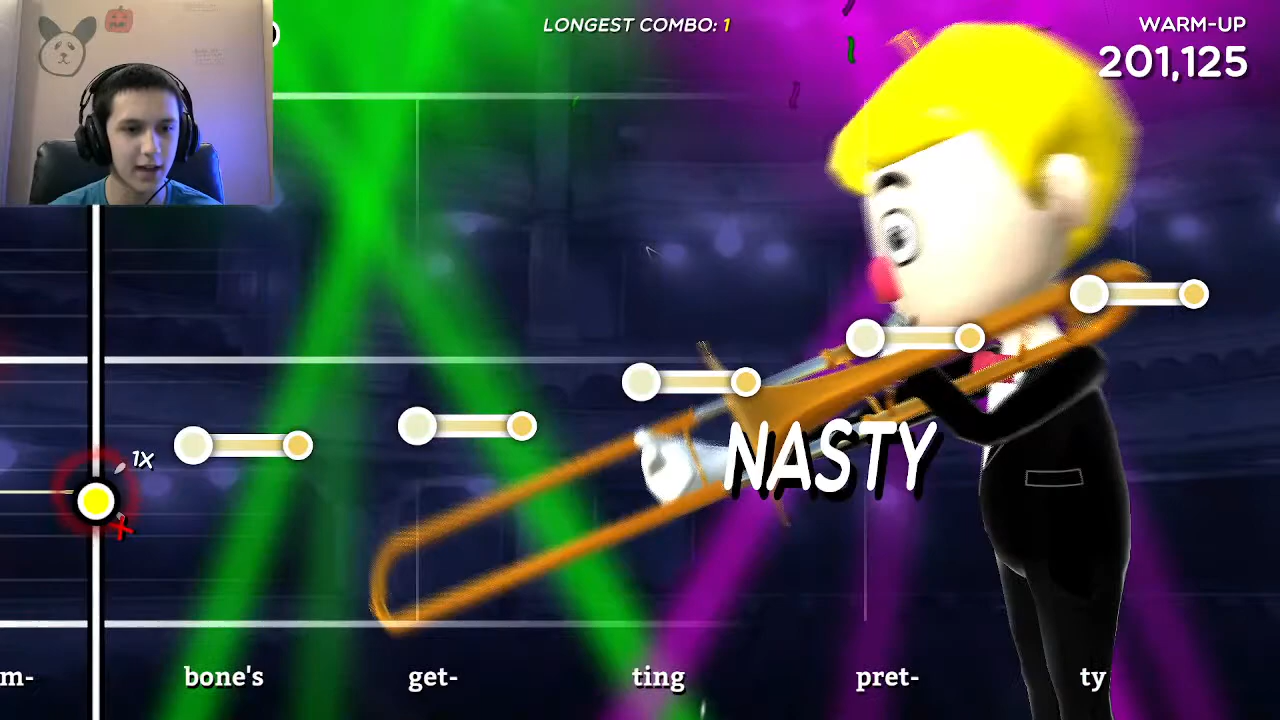 LONGEST COMBO: 1
WARM-UP
201,125
1X
X
NASTY
m- bone's get- ting pret- ty